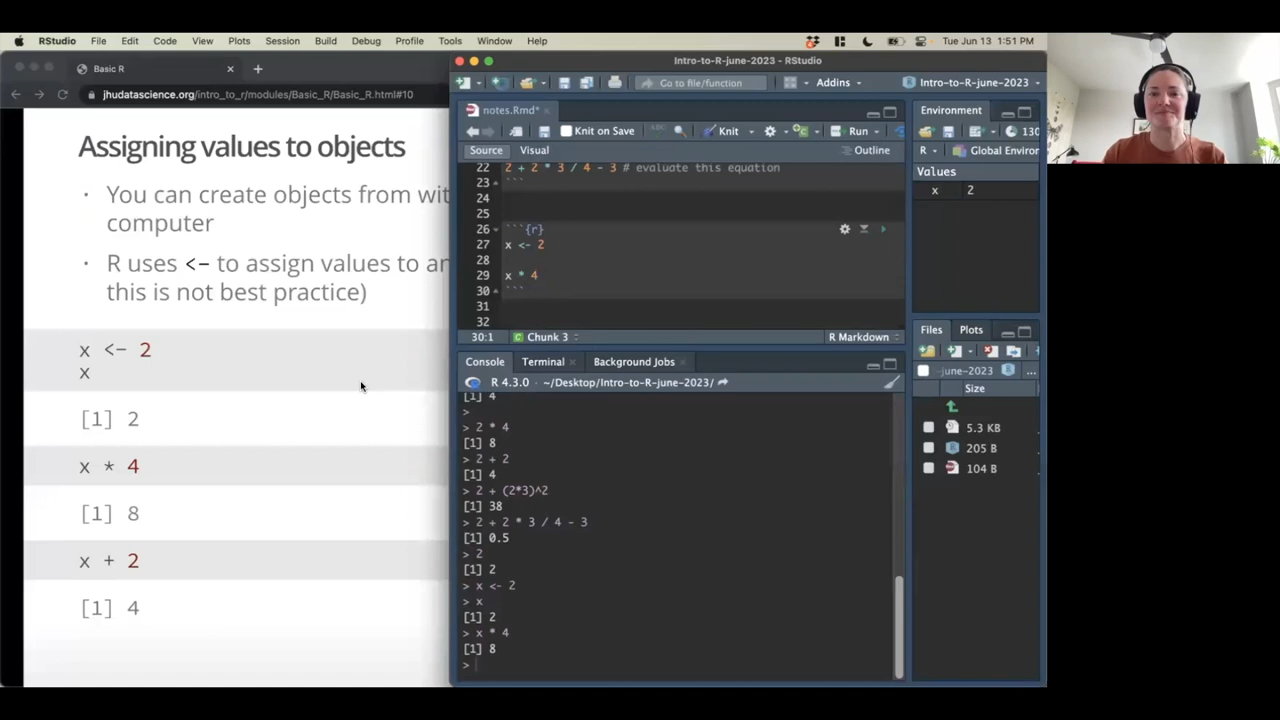 RStudio File Edit Code View Plots Session Build Debug Profile Tools Window Help Tue Jun 13 1:51 PM
Basic R
jhudatascience.org/intro_to_r/modules/Basic_R/Basic_R.html#10
Assigning values to objects
· You can create objects from wit
computer
· R uses <- to assign values to an
this is not best practice)
x <- 2
x
[1] 2
x * 4
[1] 8
x + 2
[1] 4
Intro-to-R-june-2023 - RStudio
Go to file/function Addins Intro-to-R-june-2023
notes.Rmd*
Knit on Save ABC Knit Run
Source Visual Outline
22 2 + 2 * 3 / 4 - 3 # evaluate this equation
23 ```
24
25
26 ```{r}
27 x <- 2
28
29 x * 4
30 ```
31
32
30:1 C Chunk 3 R Markdown
Console Terminal Background Jobs
R 4.3.0 · ~/Desktop/Intro-to-R-june-2023/
[1] 4
>
> 2 * 4
[1] 8
> 2 + 2
[1] 4
> 2 + (2*3)^2
[1] 38
> 2 + 2 * 3 / 4 - 3
[1] 0.5
> 2
[1] 2
> x <- 2
> x
[1] 2
> x * 4
[1] 8
>
Environment
130
R Global Environ
Values
x 2
Files Plots
-june-2023 ...
Size
5.3 KB
205 B
104 B